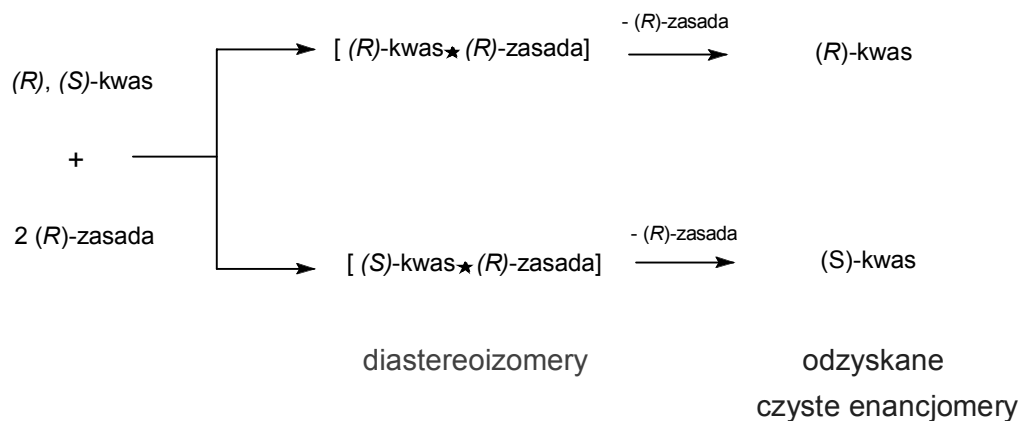 (R), (S)-kwas
+
2 (R)-zasada
[ (R)-kwas★(R)-zasada]
- (R)-zasada
(R)-kwas
[ (S)-kwas★(R)-zasada]
- (R)-zasada
(S)-kwas
diastereoizomery
odzyskane
czyste enancjomery